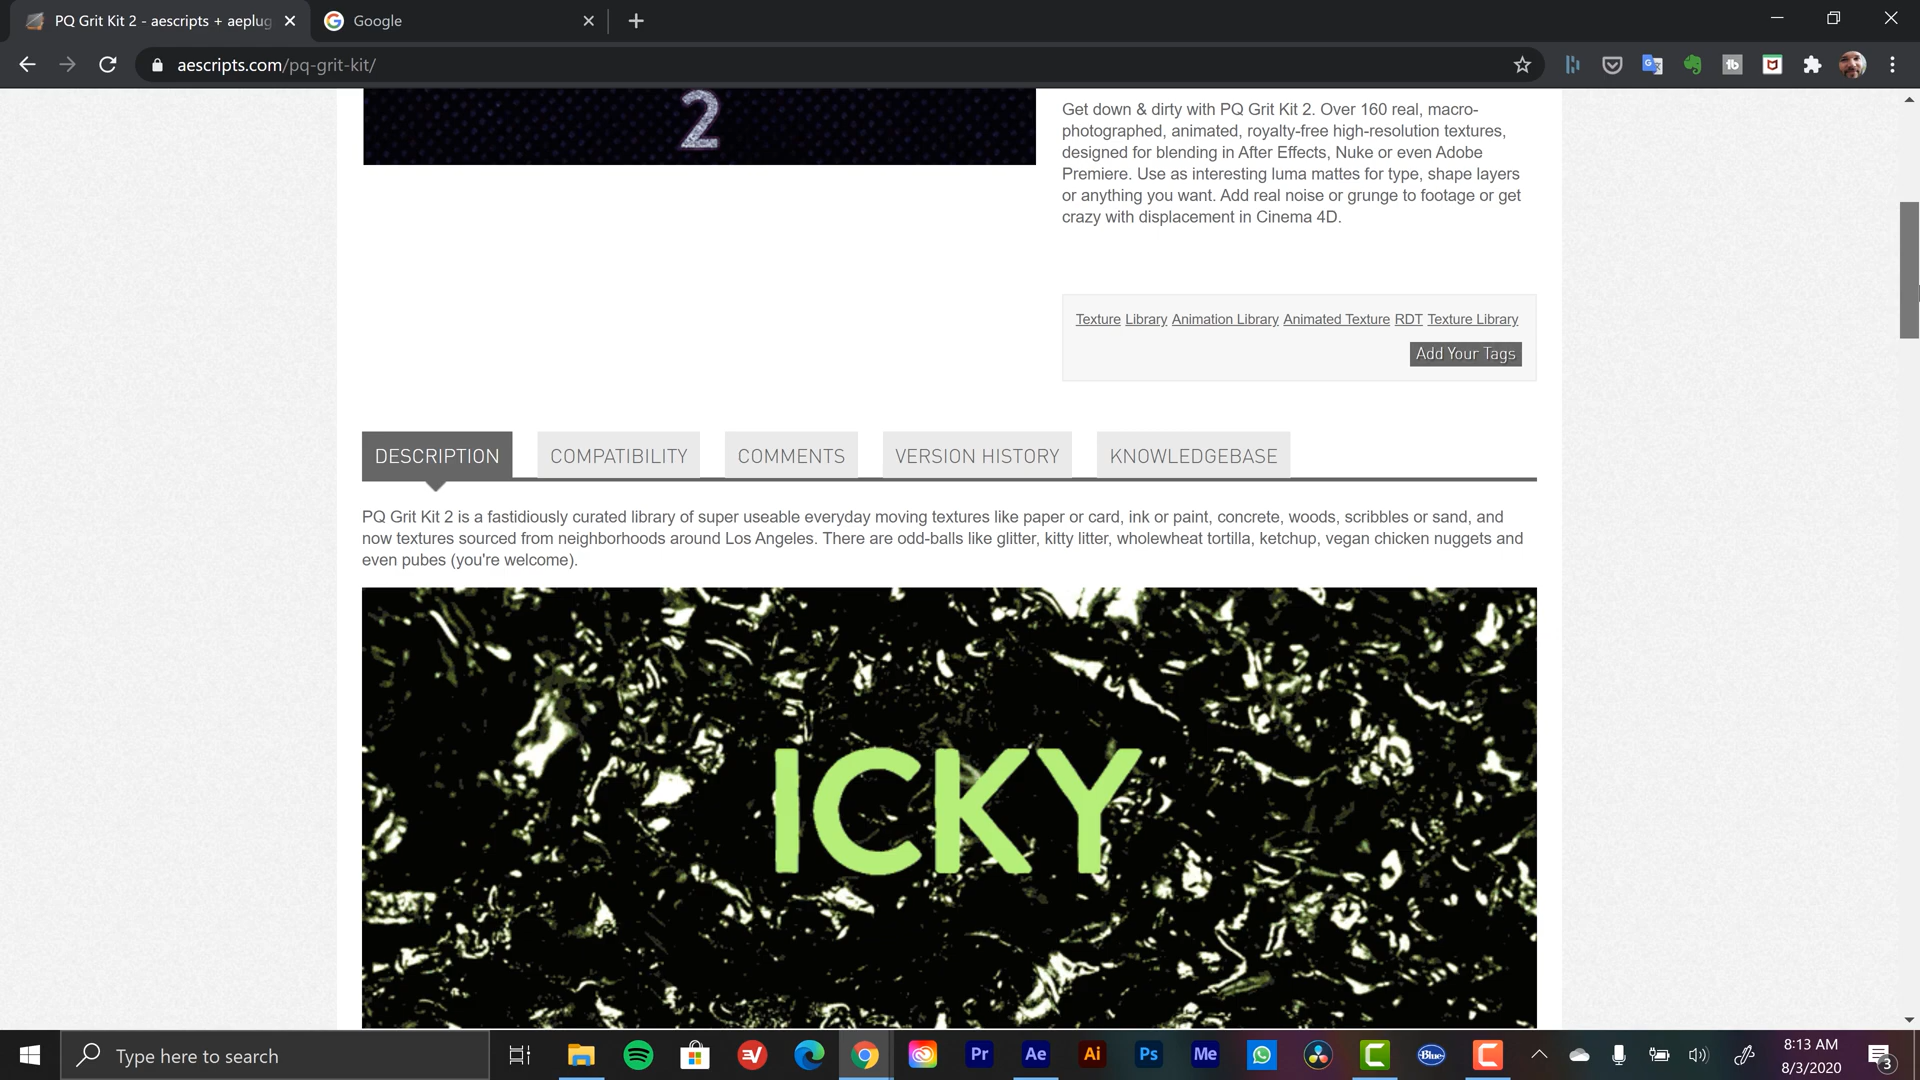 PQ Grit Kit 2 - aescripts + aeplug
Google
aescripts.com/pq-grit-kit/
2
Get down & dirty with PQ Grit Kit 2. Over 160 real, macro-
photographed, animated, royalty-free high-resolution textures,
designed for blending in After Effects, Nuke or even Adobe
Premiere. Use as interesting luma mattes for type, shape layers
or anything you want. Add real noise or grunge to footage or get
crazy with displacement in Cinema 4D.
Texture Library Animation Library Animated Texture RDT Texture Library
Add Your Tags
DESCRIPTION COMPATIBILITY COMMENTS VERSION HISTORY KNOWLEDGEBASE
PQ Grit Kit 2 is a fastidiously curated library of super useable everyday moving textures like paper or card, ink or paint, concrete, woods, scribbles or sand, and
now textures sourced from neighborhoods around Los Angeles. There are odd-balls like glitter, kitty litter, wholewheat tortilla, ketchup, vegan chicken nuggets and
even pubes (you're welcome).
ICKY
Type here to search
Pr Ae Ai Ps Me
Blue
8:13 AM
8/3/2020
3